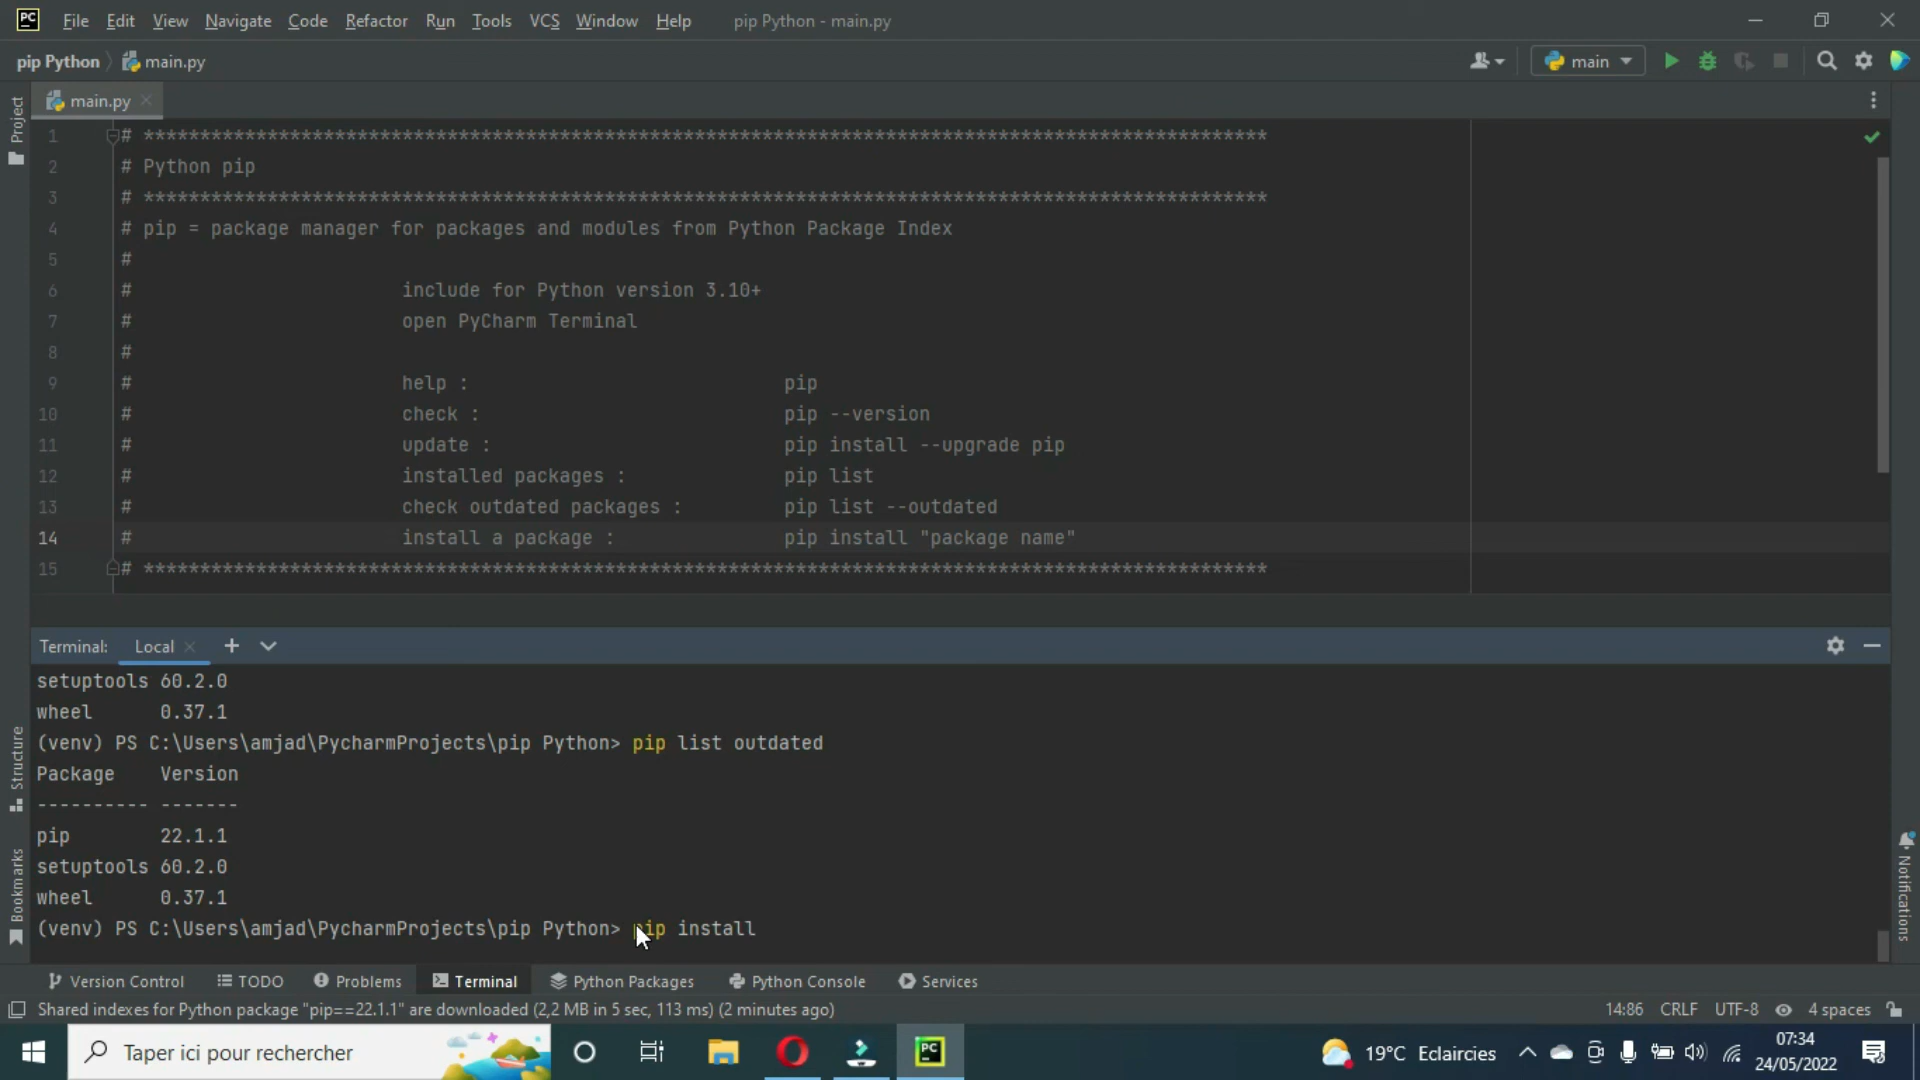 PC File Edit View Navigate Code Refactor Run Tools VCS Window Help pip Python - main.py
pip Python main.py main
Project
main.py
1 # ****************************************************************************************************
2 # Python pip
3 # ****************************************************************************************************
4 # pip = package manager for packages and modules from Python Package Index
5 #
6 # include for Python version 3.10+
7 # open PyCharm Terminal
8 #
9 # help : pip
10 # check : pip --version
11 # update : pip install --upgrade pip
12 # installed packages : pip list
13 # check outdated packages : pip list --outdated
14 # install a package : pip install "package name"
15 # ****************************************************************************************************
Terminal: Local
setuptools 60.2.0
wheel 0.37.1
(venv) PS C:\Users\amjad\PycharmProjects\pip Python> pip list outdated
Package Version
---------- -------
pip 22.1.1
setuptools 60.2.0
wheel 0.37.1
(venv) PS C:\Users\amjad\PycharmProjects\pip Python> pip install
Structure
Bookmarks
Notifications
Version Control TODO Problems Terminal Python Packages Python Console Services
Shared indexes for Python package "pip==22.1.1" are downloaded (2,2 MB in 5 sec, 113 ms) (2 minutes ago) 14:86 CRLF UTF-8 4 spaces
Taper ici pour rechercher PC 19°C Eclaircies 07:34
24/05/2022